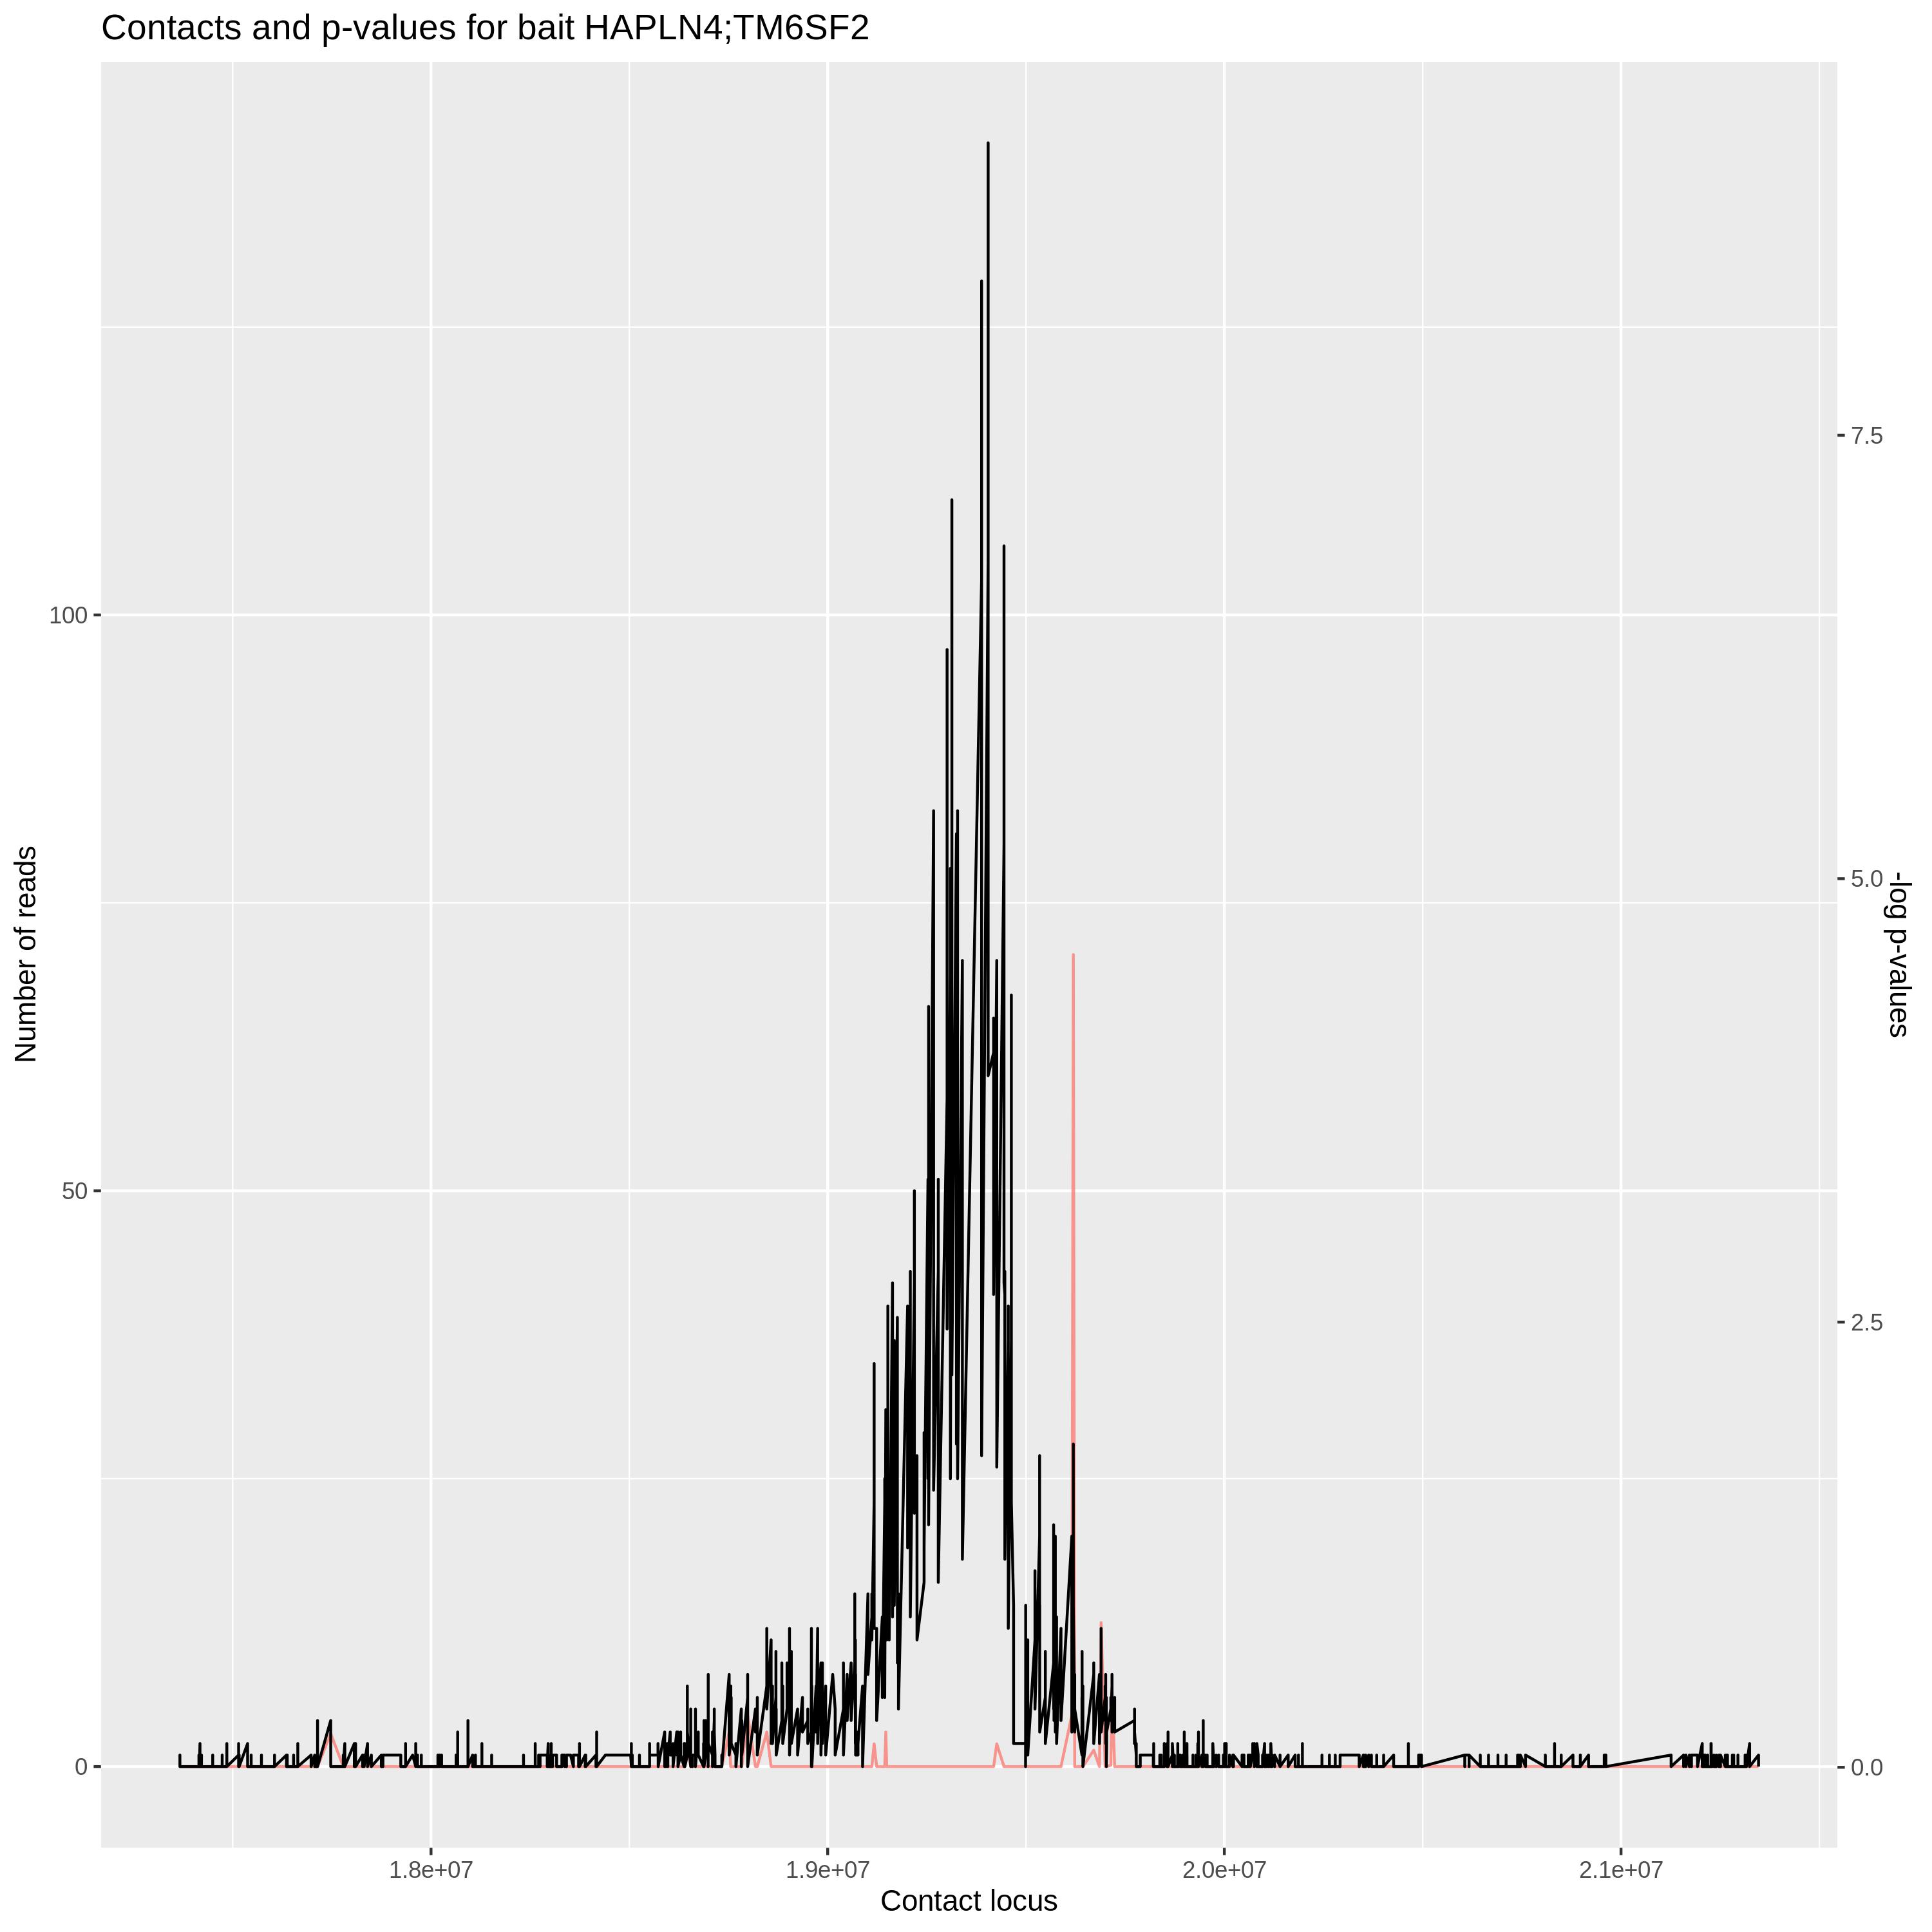 Contacts and p-values for bait HAPLN4;TM6SF2
Number of reads
100
50
0
7.5
5.0
2.5
0.0
-log p-values
1.8e+07
1.9e+07
2.0e+07
2.1e+07
Contact locus